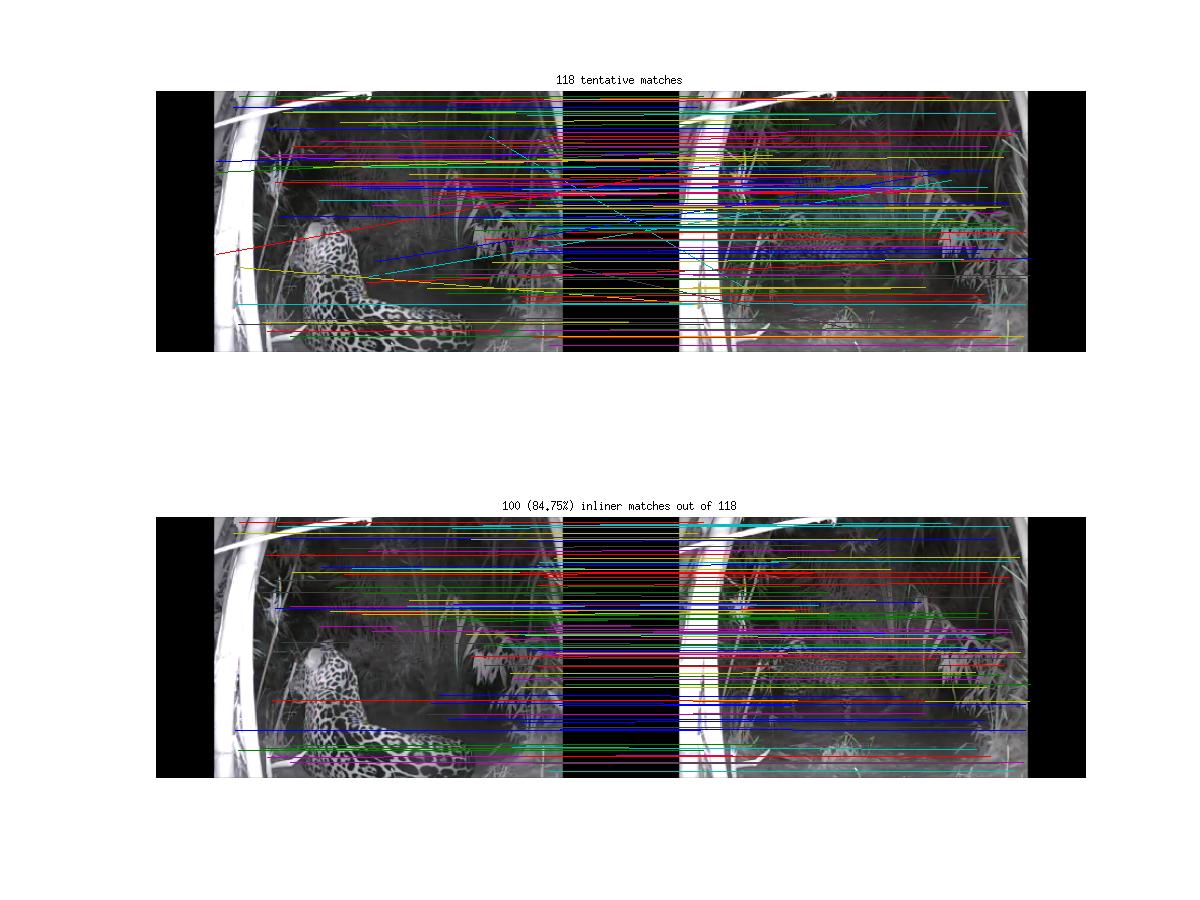 118 tentative matches
100 (84.75%) inliner matches out of 118